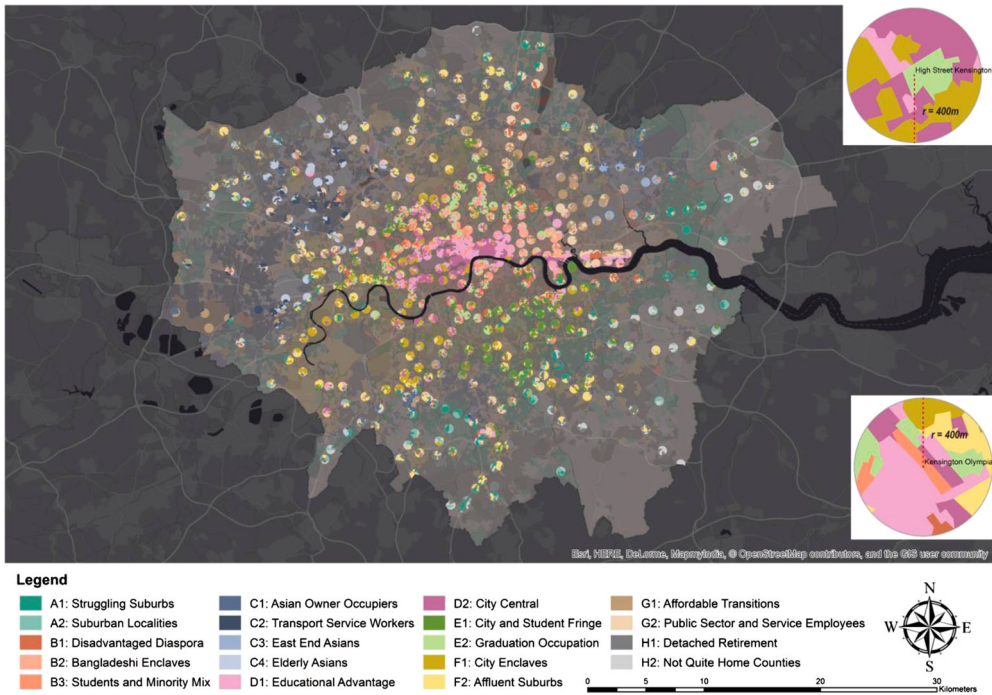 High Street Kensington
r = 400m
r = 400m
Kensington Olympia
Esri, HERE, DeLorme, MapmyIndia, © OpenStreetMap contributors, and the GIS user community
Legend
A1: Struggling Suburbs
A2: Suburban Localities
B1: Disadvantaged Diaspora
B2: Bangladeshi Enclaves
B3: Students and Minority Mix
C1: Asian Owner Occupiers
C2: Transport Service Workers
C3: East End Asians
C4: Elderly Asians
D1: Educational Advantage
D2: City Central
E1: City and Student Fringe
E2: Graduation Occupation
F1: City Enclaves
F2: Affluent Suburbs
G1: Affordable Transitions
G2: Public Sector and Service Employees
H1: Detached Retirement
H2: Not Quite Home Counties
N
W E
S
0 5 10 20 30
Kilometers